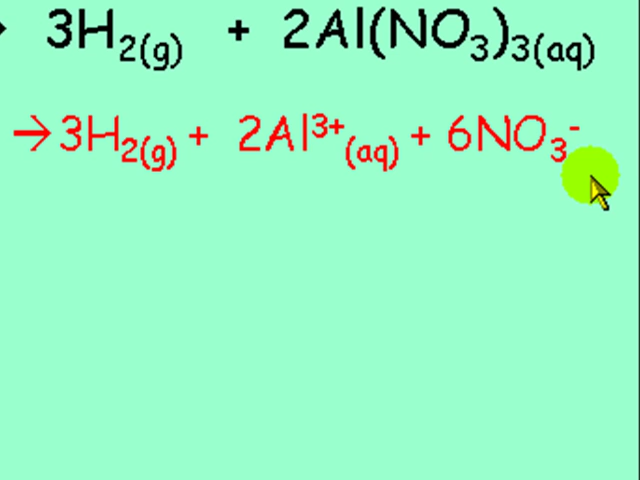 → 3H₂(g) + 2Al(NO₃)₃(aq)
→3H₂(g) + 2Al³⁺(aq) + 6NO₃⁻